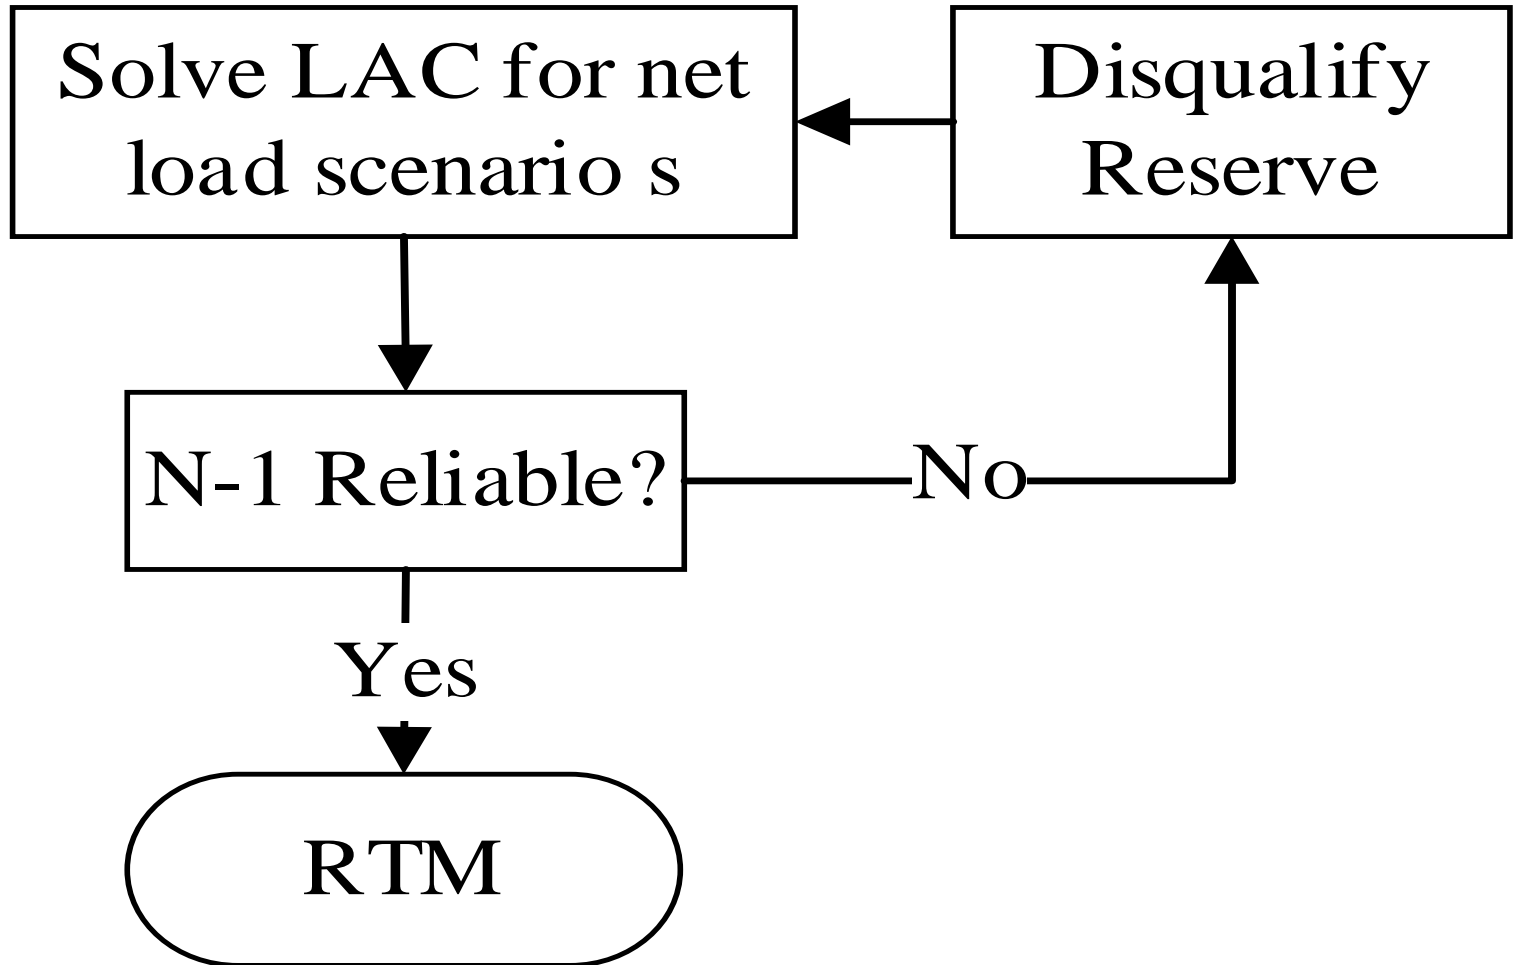 Solve LAC for net
load scenario s
Disqualify
Reserve
N-1 Reliable?
No
Yes
RTM